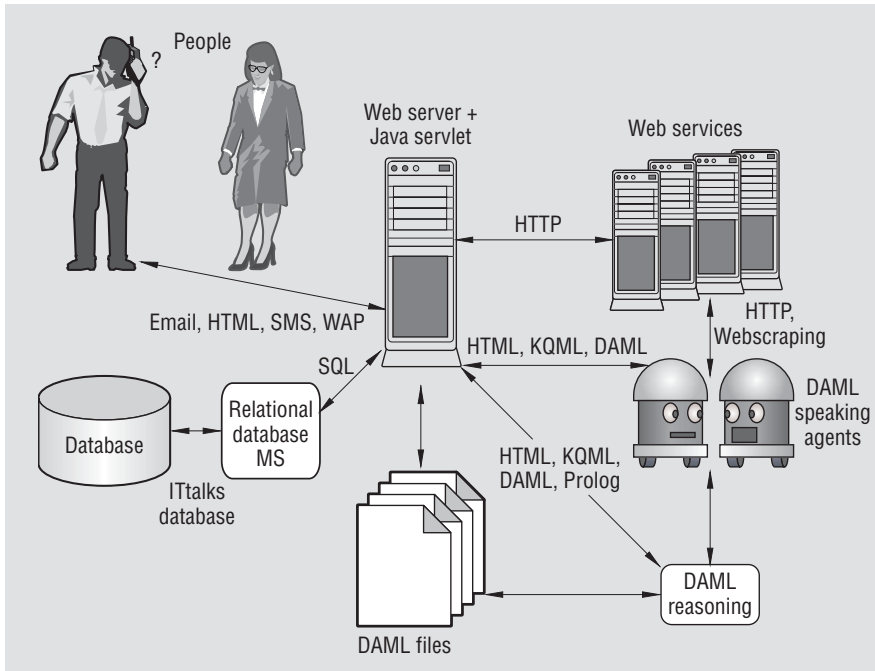 People
?
Web server +
Java servlet
Web services
HTTP
Email, HTML, SMS, WAP
HTTP,
Webscraping
SQL
HTML, KQML, DAML
DAML
speaking
agents
Database
Relational
database
MS
ITtalks
database
HTML, KQML,
DAML, Prolog
DAML
reasoning
DAML files